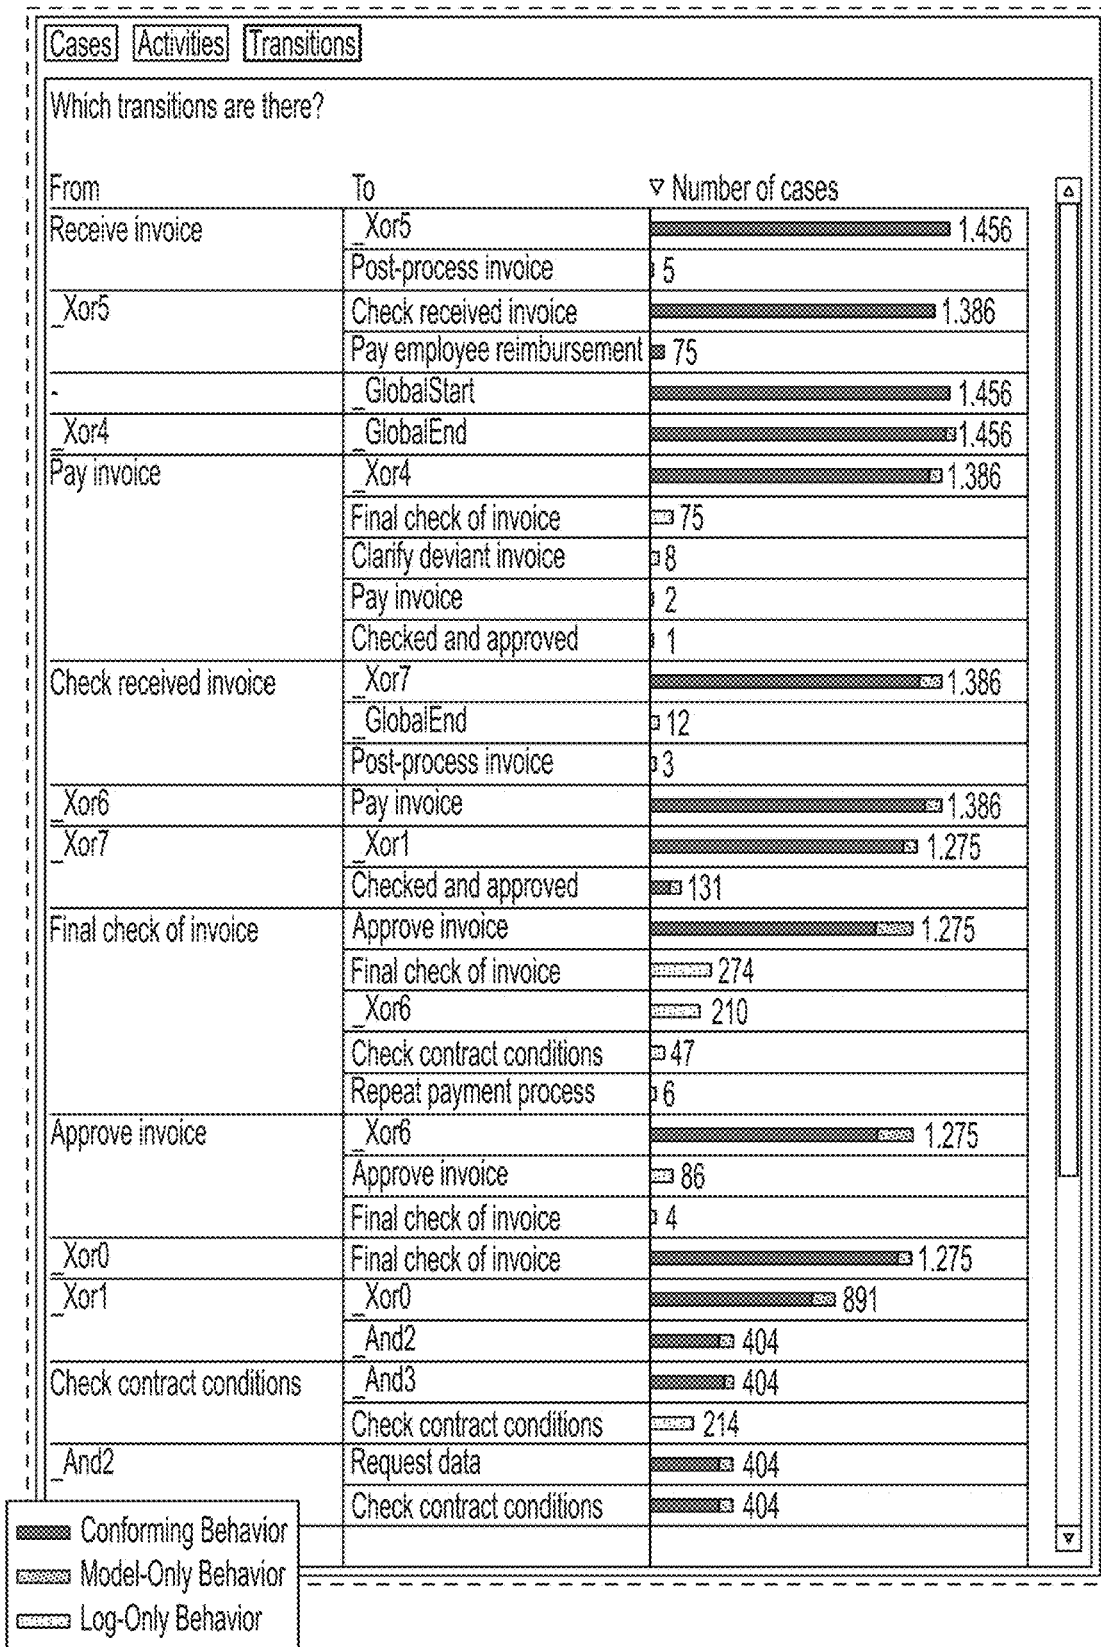 Cases Activities Transitions
Which transitions are there?
From To ▽ Number of cases
Receive invoice _Xor5 1.456
Post-process invoice 5
_Xor5 Check received invoice 1.386
Pay employee reimbursement 75
- _GlobalStart 1.456
_Xor4 _GlobalEnd 1.456
Pay invoice _Xor4 1.386
Final check of invoice 75
Clarify deviant invoice 8
Pay invoice 2
Checked and approved 1
Check received invoice _Xor7 1.386
_GlobalEnd 12
Post-process invoice 3
_Xor6 Pay invoice 1.386
_Xor7 _Xor1 1.275
Checked and approved 131
Final check of invoice Approve invoice 1.275
Final check of invoice 274
_Xor6 210
Check contract conditions 47
Repeat payment process 6
Approve invoice _Xor6 1.275
Approve invoice 86
Final check of invoice 4
_Xor0 Final check of invoice 1.275
_Xor1 _Xor0 891
_And2 404
Check contract conditions _And3 404
Check contract conditions 214
_And2 Request data 404
Check contract conditions 404
Conforming Behavior
Model-Only Behavior
Log-Only Behavior